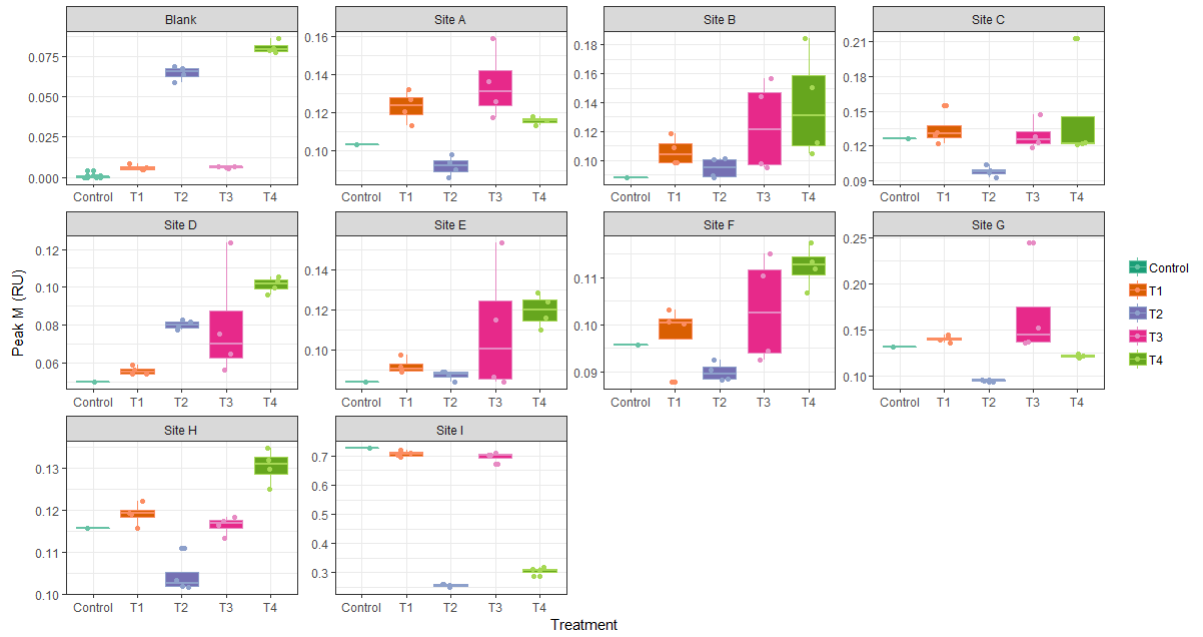 Blank
Site A
Site B
Site C
0.075
0.050
0.025
0.000
0.16
0.14
0.12
0.10
0.18
0.16
0.14
0.12
0.10
0.21
0.18
0.15
0.12
0.09
Control T1 T2 T3 T4
Control T1 T2 T3 T4
Control T1 T2 T3 T4
Control T1 T2 T3 T4
Site D
Site E
Site F
Site G
0.12
0.10
0.08
0.06
0.14
0.12
0.10
0.11
0.10
0.09
0.25
0.20
0.15
0.10
Control T1 T2 T3 T4
Control T1 T2 T3 T4
Control T1 T2 T3 T4
Control T1 T2 T3 T4
Site H
Site I
0.13
0.12
0.11
0.10
0.7
0.6
0.5
0.4
0.3
Control T1 T2 T3 T4
Control T1 T2 T3 T4
Peak M (RU)
Treatment
Control
T1
T2
T3
T4